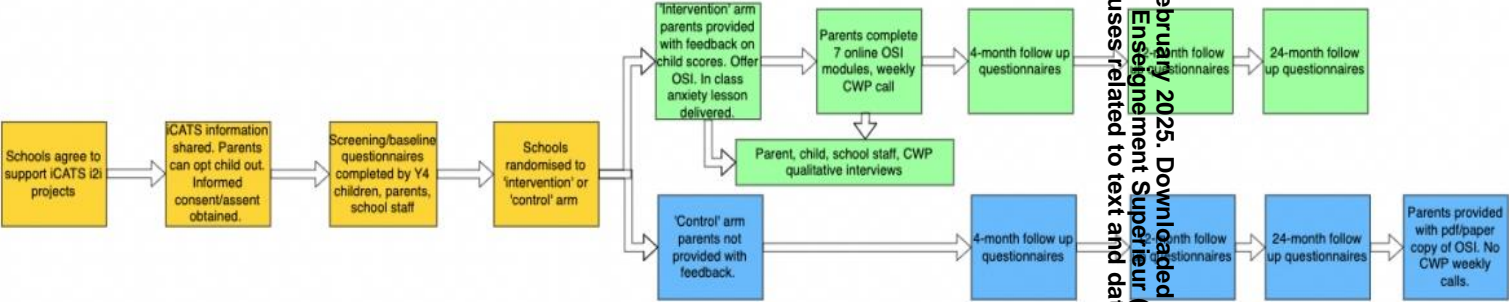 Schools agree to
support iCATS i2i
projects
iCATS information
shared. Parents
can opt child out.
Informed
consent/assent
obtained.
Screening/baseline
questionnaires
completed by Y4
children, parents,
school staff
Schools
randomised to
'intervention' or
'control' arm
'Intervention' arm
parents provided
with feedback on
child scores. Offer
OSI. In class
anxiety lesson
delivered.
Parents complete
7 online OSI
modules, weekly
CWP call
4-month follow up
questionnaires
month follow
questionnaires
24-month follow
up questionnaires
Parent, child, school staff, CWP
qualitative interviews
'Control' arm
parents not
provided with
feedback.
4-month follow up
questionnaires
month follow
questionnaires
24-month follow
up questionnaires
Parents provided
with pdf/paper
copy of OSI. No
CWP weekly
calls.
2025. Downloaded
Enseignement Superieur
uses related to text and